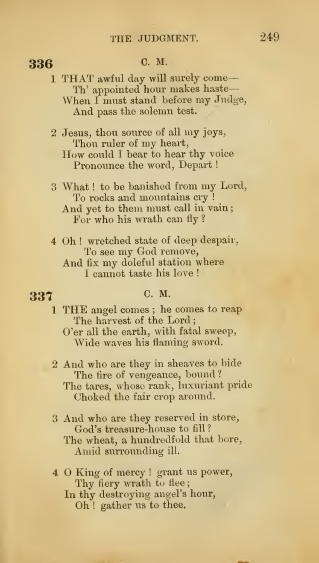 THE JUDGMENT. 249
336 C. M.
1 THAT awful day will surely come—
Th' appointed hour makes haste—
When I must stand before my Judge,
And pass the solemn test.
2 Jesus, thou source of all my joys,
Thou ruler of my heart,
How could I bear to hear thy voice
Pronounce the word, Depart !
3 What ! to be banished from my Lord,
To rocks and mountains cry !
And yet to them must call in vain ;
For who his wrath can fly ?
4 Oh ! wretched state of deep despair,
To see my God remove,
And fix my doleful station where
I cannot taste his love !
337 C. M.
1 THE angel comes ; he comes to reap
The harvest of the Lord ;
O'er all the earth, with fatal sweep,
Wide waves his flaming sword.
2 And who are they in sheaves to bide
The fire of vengeance, bound ?
The tares, whose rank, luxuriant pride
Choked the fair crop around.
3 And who are they reserved in store,
God's treasure-house to fill ?
The wheat, a hundredfold that bore,
Amid surrounding ill.
4 O King of mercy ! grant us power,
Thy fiery wrath to flee ;
In thy destroying angel's hour,
Oh ! gather us to thee.